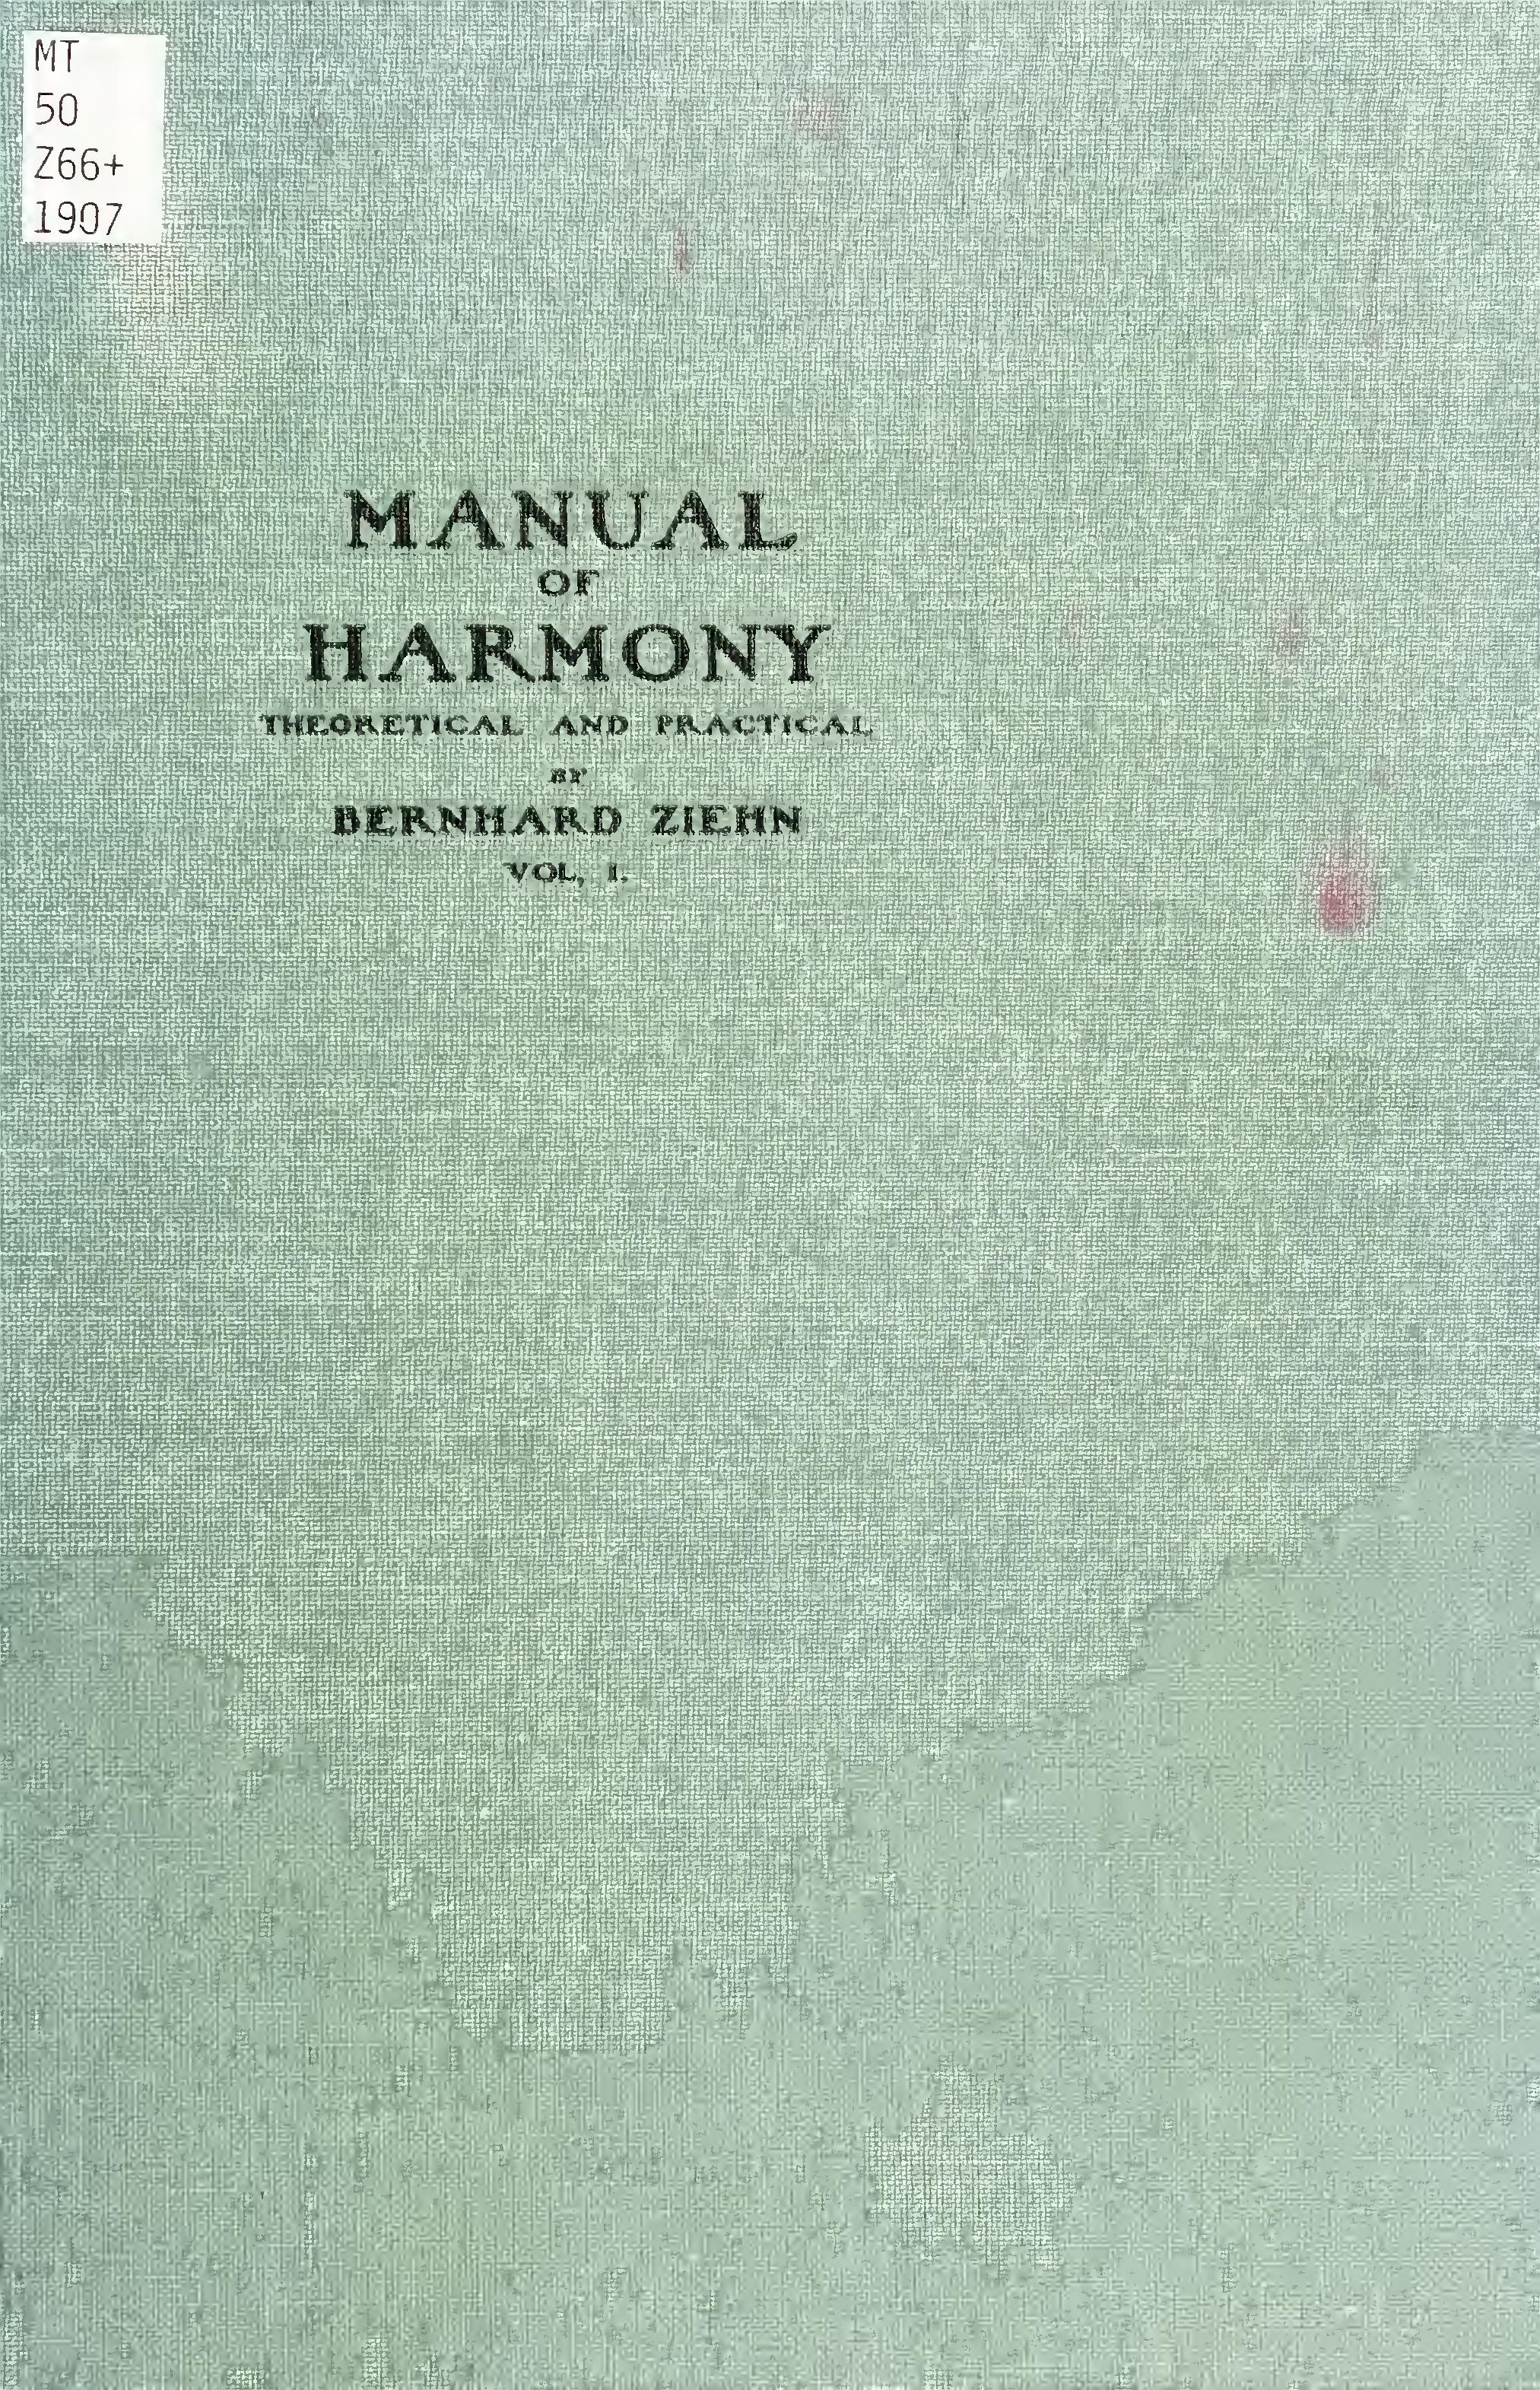 MT
50
Z66+
1907
MANUAL
OF
HARMONY
THEORETICAL AND PRACTICAL
BY
BERNHARD ZIEHN
VOL, I.